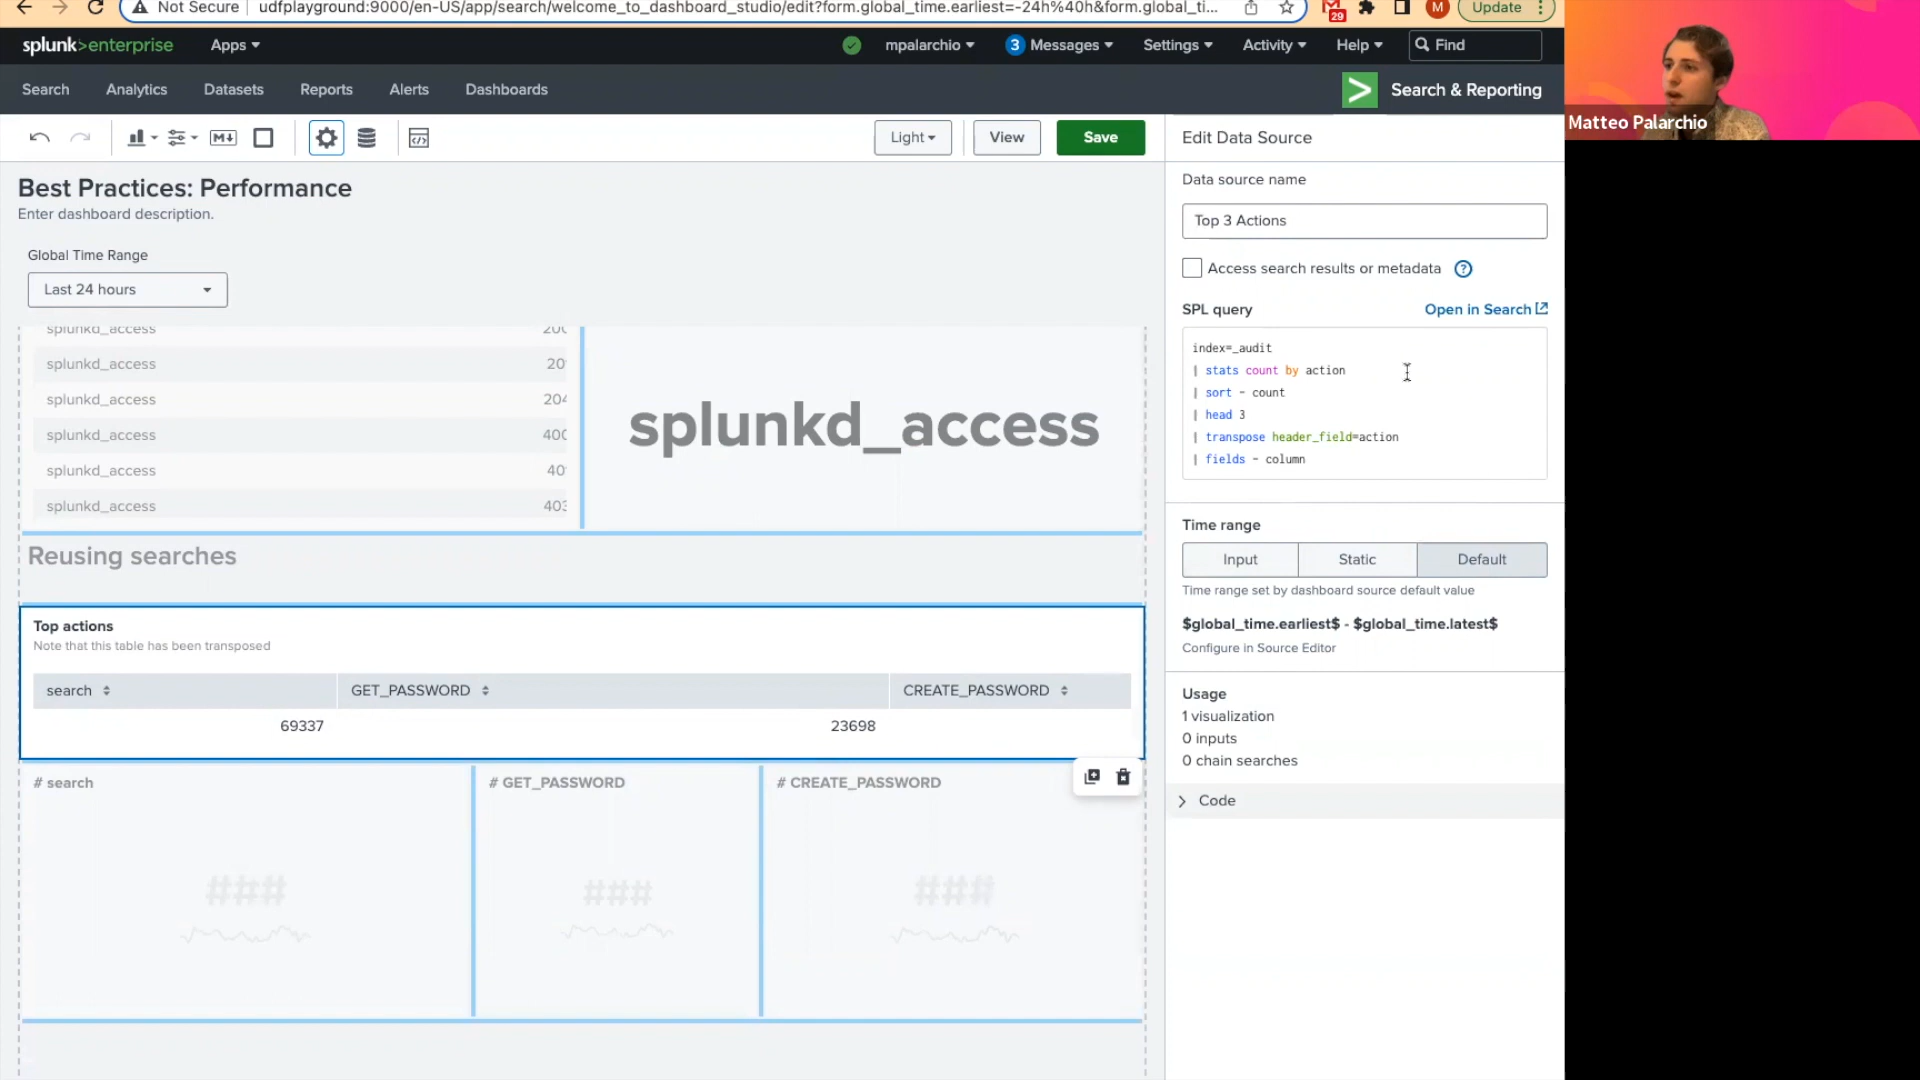 Not Secure
udfplayground:9000/en-US/app/search/welcome_to_dashboard_studio/edit?form.global_time.earliest=-24h%40h&form.global_ti...
29
M
Update
splunk>enterprise
Apps
mpalarchio
3 Messages
Settings
Activity
Help
Find
Search
Analytics
Datasets
Reports
Alerts
Dashboards
Search & Reporting
Matteo Palarchio
M
Light
View
Save
Edit Data Source
Best Practices: Performance
Enter dashboard description.
Global Time Range
Last 24 hours
splunkd_access
splunkd_access 20
splunkd_access 204
splunkd_access 400
splunkd_access 40
splunkd_access 403
splunkd_access
Reusing searches
Top actions
Note that this table has been transposed
search
GET_PASSWORD
CREATE_PASSWORD
69337
23698
# search
# GET_PASSWORD
# CREATE_PASSWORD
###
###
###
Data source name
Top 3 Actions
Access search results or metadata ?
SPL query
Open in Search
index=_audit
| stats count by action
| sort - count
| head 3
| transpose header_field=action
| fields - column
Time range
Input
Static
Default
Time range set by dashboard source default value
$global_time.earliest$ - $global_time.latest$
Configure in Source Editor
Usage
1 visualization
0 inputs
0 chain searches
Code